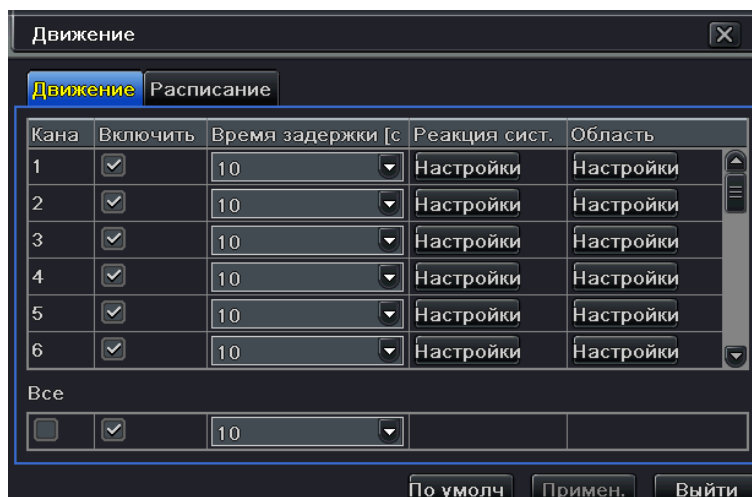 Движение
Движение Расписание
Кана Включить Время задержки [с Реакция сист. Область
1 10 Настройки Настройки
2 10 Настройки Настройки
3 10 Настройки Настройки
4 10 Настройки Настройки
5 10 Настройки Настройки
6 10 Настройки Настройки
Все
10
По умолч Примен. Выйти